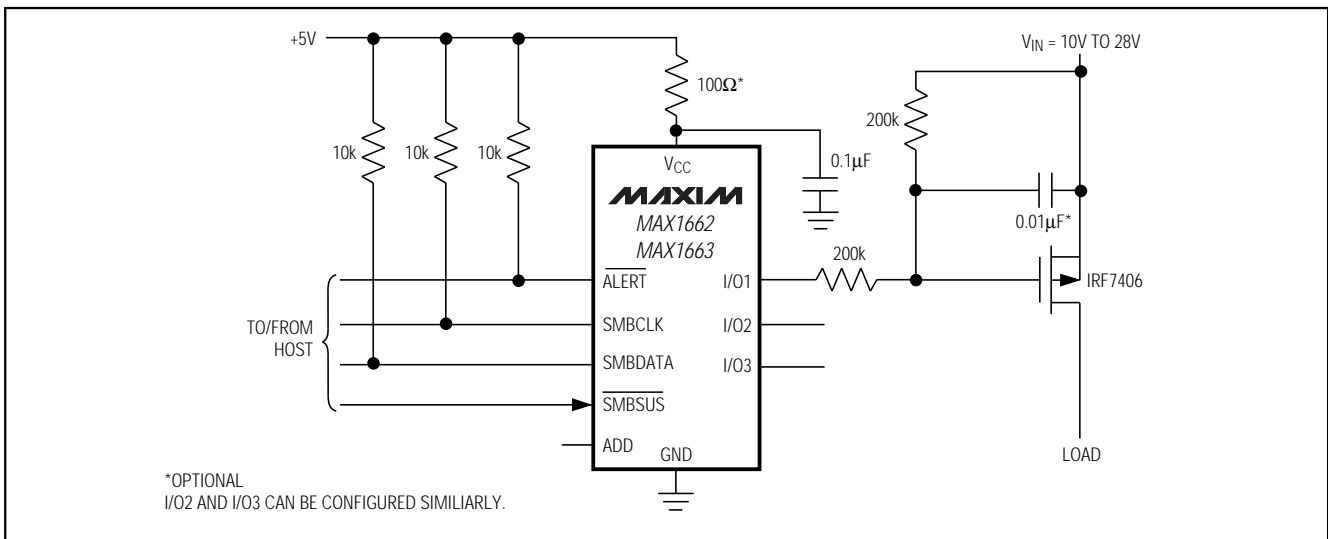 +5V
VIN = 10V TO 28V
100Ω*
200k
10k
10k
10k
0.1µF
VCC
MAXIM
MAX1662
MAX1663
0.01µF*
200k
ALERT
I/O1
IRF7406
TO/FROM
HOST
SMBCLK
I/O2
SMBDATA
I/O3
SMBSUS
ADD
GND
LOAD
*OPTIONAL
I/O2 AND I/O3 CAN BE CONFIGURED SIMILIARLY.